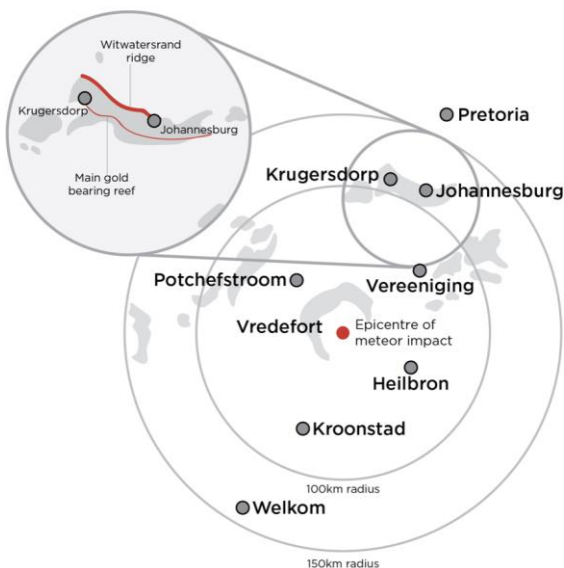 Witwatersrand
ridge
Krugersdorp
Johannesburg
Main gold
bearing reef
Pretoria
Krugersdorp
Johannesburg
Potchefstroom
Vereeniging
Vredefort
Epicentre of
meteor impact
Heilbron
Kroonstad
100km radius
Welkom
150km radius